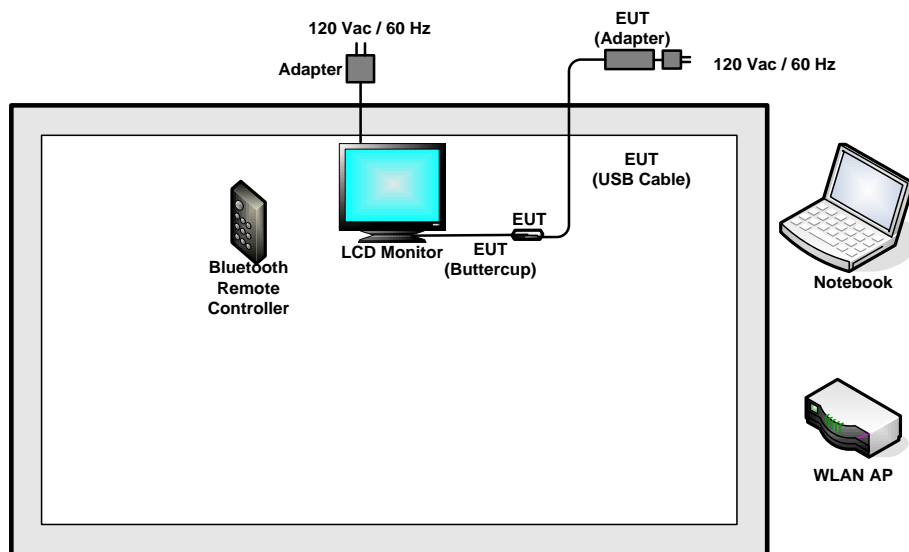 120 Vac / 60 Hz
Adapter
EUT
(Adapter)
120 Vac / 60 Hz
EUT
(USB Cable)
EUT
LCD Monitor
EUT
(Buttercup)
Bluetooth
Remote
Controller
Notebook
WLAN AP